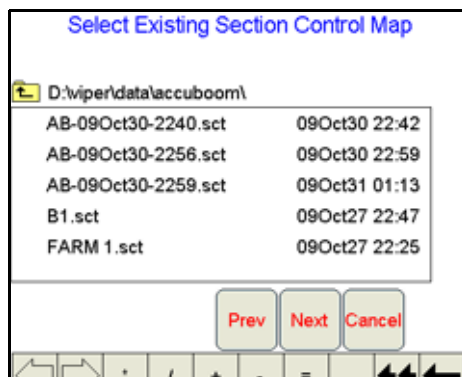 Select Existing Section Control Map
D:\viper\data\accuboom\
AB-09Oct30-2240.sct 09Oct30 22:42
AB-09Oct30-2256.sct 09Oct30 22:59
AB-09Oct30-2259.sct 09Oct31 01:13
B1.sct 09Oct27 22:47
FARM 1.sct 09Oct27 22:25
Prev Next Cancel